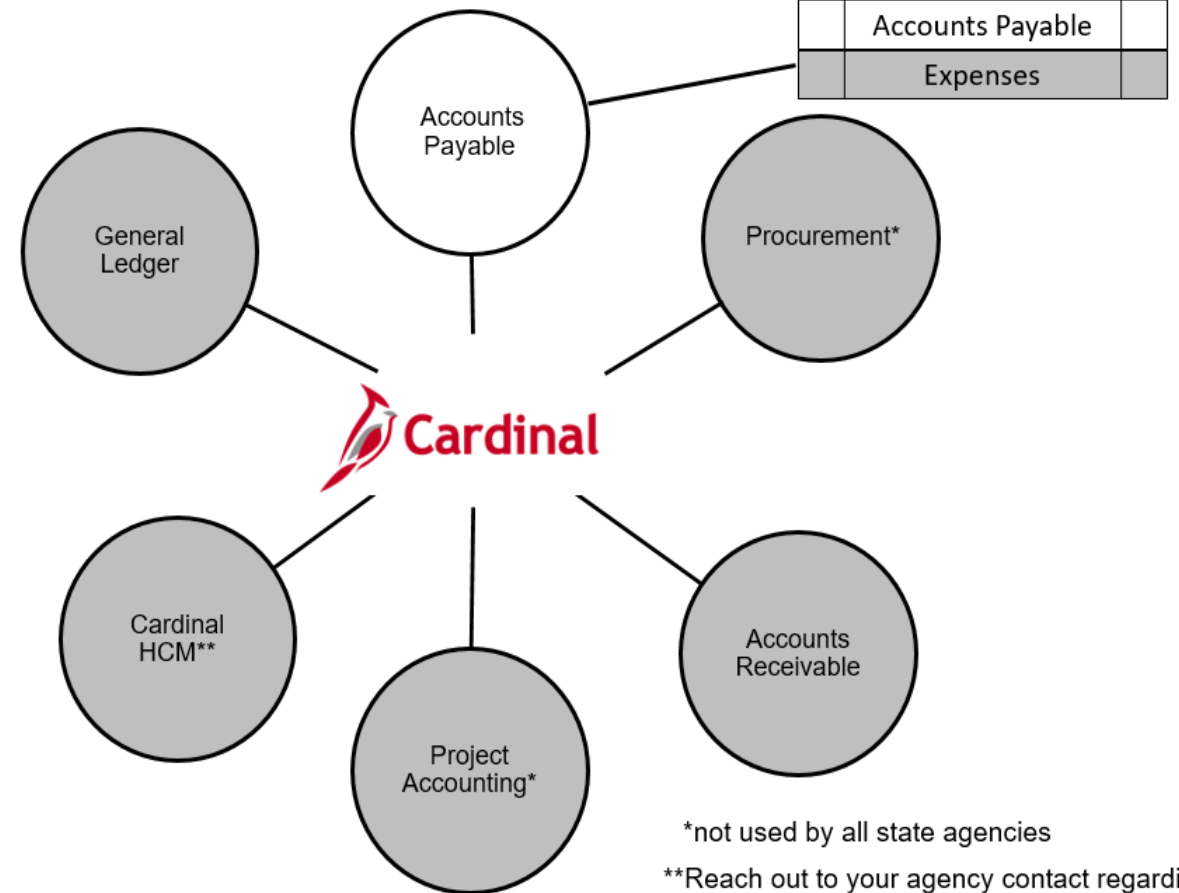 Accounts Payable
Expenses
Accounts
Payable
General
Ledger
Procurement*
Cardinal
Cardinal
HCM**
Accounts
Receivable
Project
Accounting*
*not used by all state agencies
**Reach out to your agency contact regardi